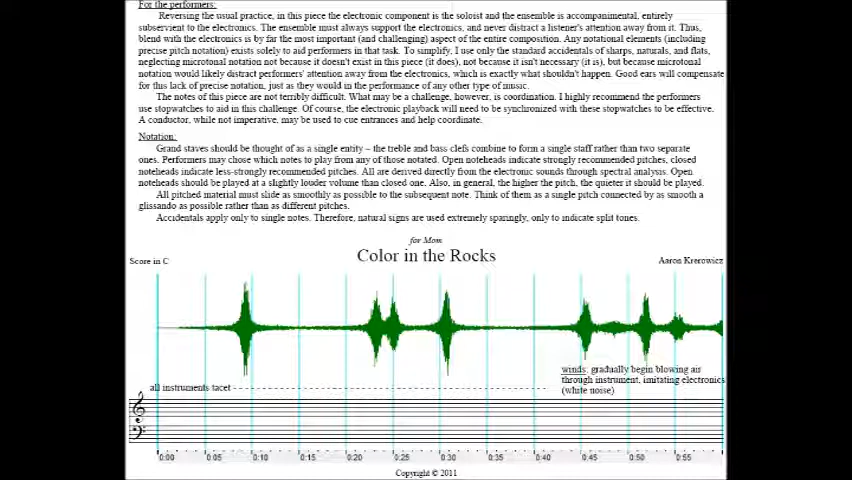 For the performers:
Reversing the usual practice, in this piece the electronic component is the soloist and the ensemble is accompanimental, entirely
subservient to the electronics. The ensemble must always support the electronics, and never distract a listener's attention away from it. Thus,
blend with the electronics is by far the most important (and challenging) aspect of the entire composition. Any notational elements (including
precise pitch notation) exists solely to aid performers in that task. To simplify, I use only the standard accidentals of sharps, naturals, and flats,
neglecting microtonal notation not because it doesn't exist in this piece (it does), not because it isn't necessary (it is), but because microtonal
notation would likely distract performers' attention away from the electronics, which is exactly what shouldn't happen. Good ears will compensate
for this lack of precise notation, just as they would in the performance of any other type of music.
The notes of this piece are not terribly difficult. What may be a challenge, however, is coordination. I highly recommend the performers
use stopwatches to aid in this challenge. Of course, the electronic playback will need to be synchronized with these stopwatches to be effective.
A conductor, while not imperative, may be used to cue entrances and help coordinate.
Notation:
Grand staves should be thought of as a single entity – the treble and bass clefs combine to form a single staff rather than two separate
ones. Performers may chose which notes to play from any of those notated. Open noteheads indicate strongly recommended pitches, closed
noteheads indicate less-strongly recommended pitches. All are derived directly from the electronic sounds through spectral analysis. Open
noteheads should be played at a slightly louder volume than closed one. Also, in general, the higher the pitch, the quieter it should be played.
All pitched material must slide as smoothly as possible to the subsequent note. Think of them as a single pitch connected by as smooth a
glissando as possible rather than as different pitches.
Accidentals apply only to single notes. Therefore, natural signs are used extremely sparingly, only to indicate split tones.
for Mom
Color in the Rocks
Score in C
Aaron Krerowicz
winds: gradually begin blowing air
through instrument, imitating electronics
(white noise)
all instruments tacet
0:00 0:05 0:10 0:15 0:20 0:25 0:30 0:35 0:40 0:45 0:50 0:55
Copyright © 2011